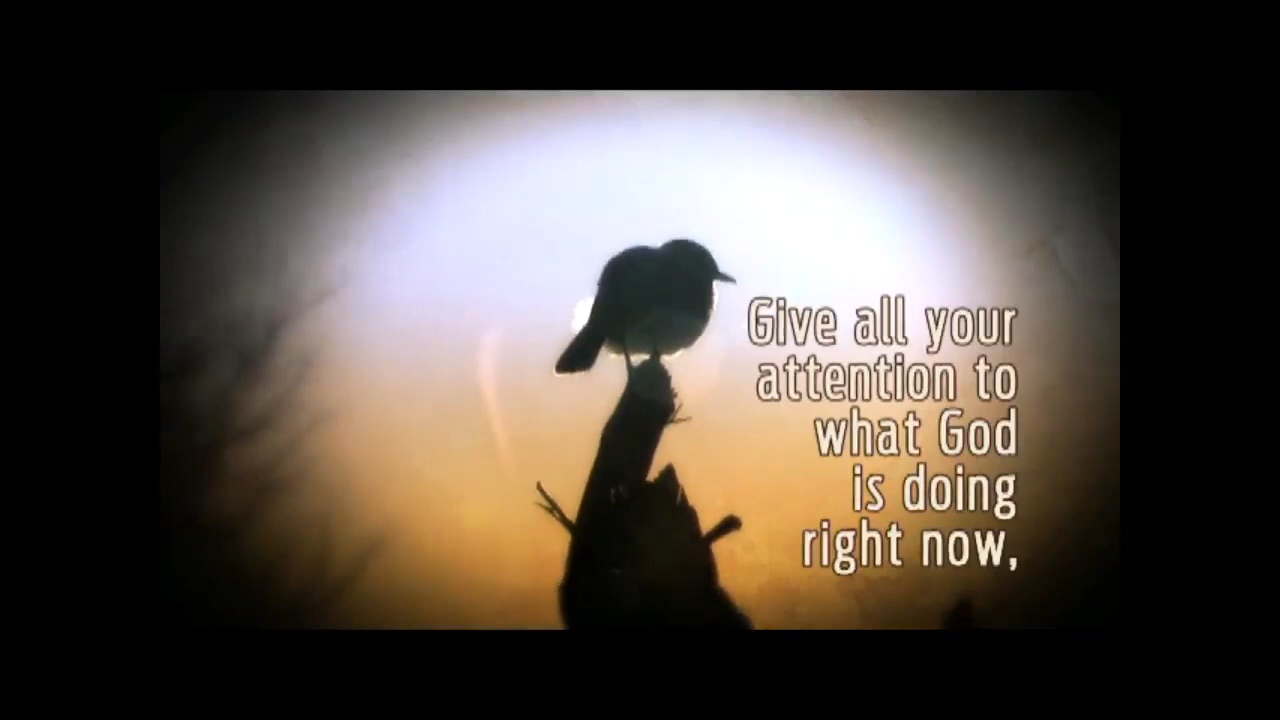 Give all your
attention to
what God
is doing
right now,